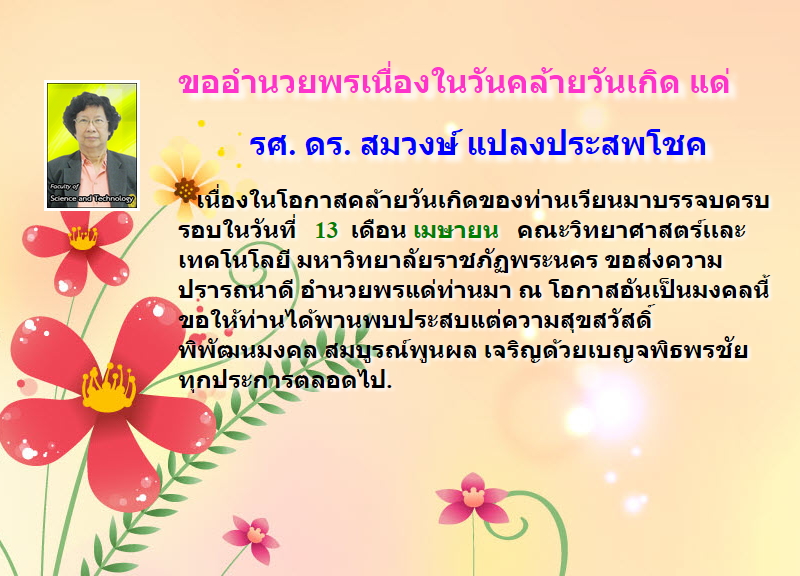 ขออำนวยพรเนื่องในวันคล้ายวันเกิด แด่
รศ. ดร. สมวงษ์ แปลงประสพโชค
Faculty of
Science and Technology
เนื่องในโอกาสคล้ายวันเกิดของท่านเวียนมาบรรจบครบ
รอบในวันที่ 13 เดือน เมษายน คณะวิทยาศาสตร์และ
เทคโนโลยี มหาวิทยาลัยราชภัฏพระนคร ขอส่งความ
ปรารถนาดี อำนวยพรแด่ท่านมา ณ โอกาสอันเป็นมงคลนี้
ขอให้ท่านได้พานพบประสบแต่ความสุขสวัสดิ์
พิพัฒนมงคล สมบูรณ์พูนผล เจริญด้วยเบญจพิธพรชัย
ทุกประการตลอดไป.